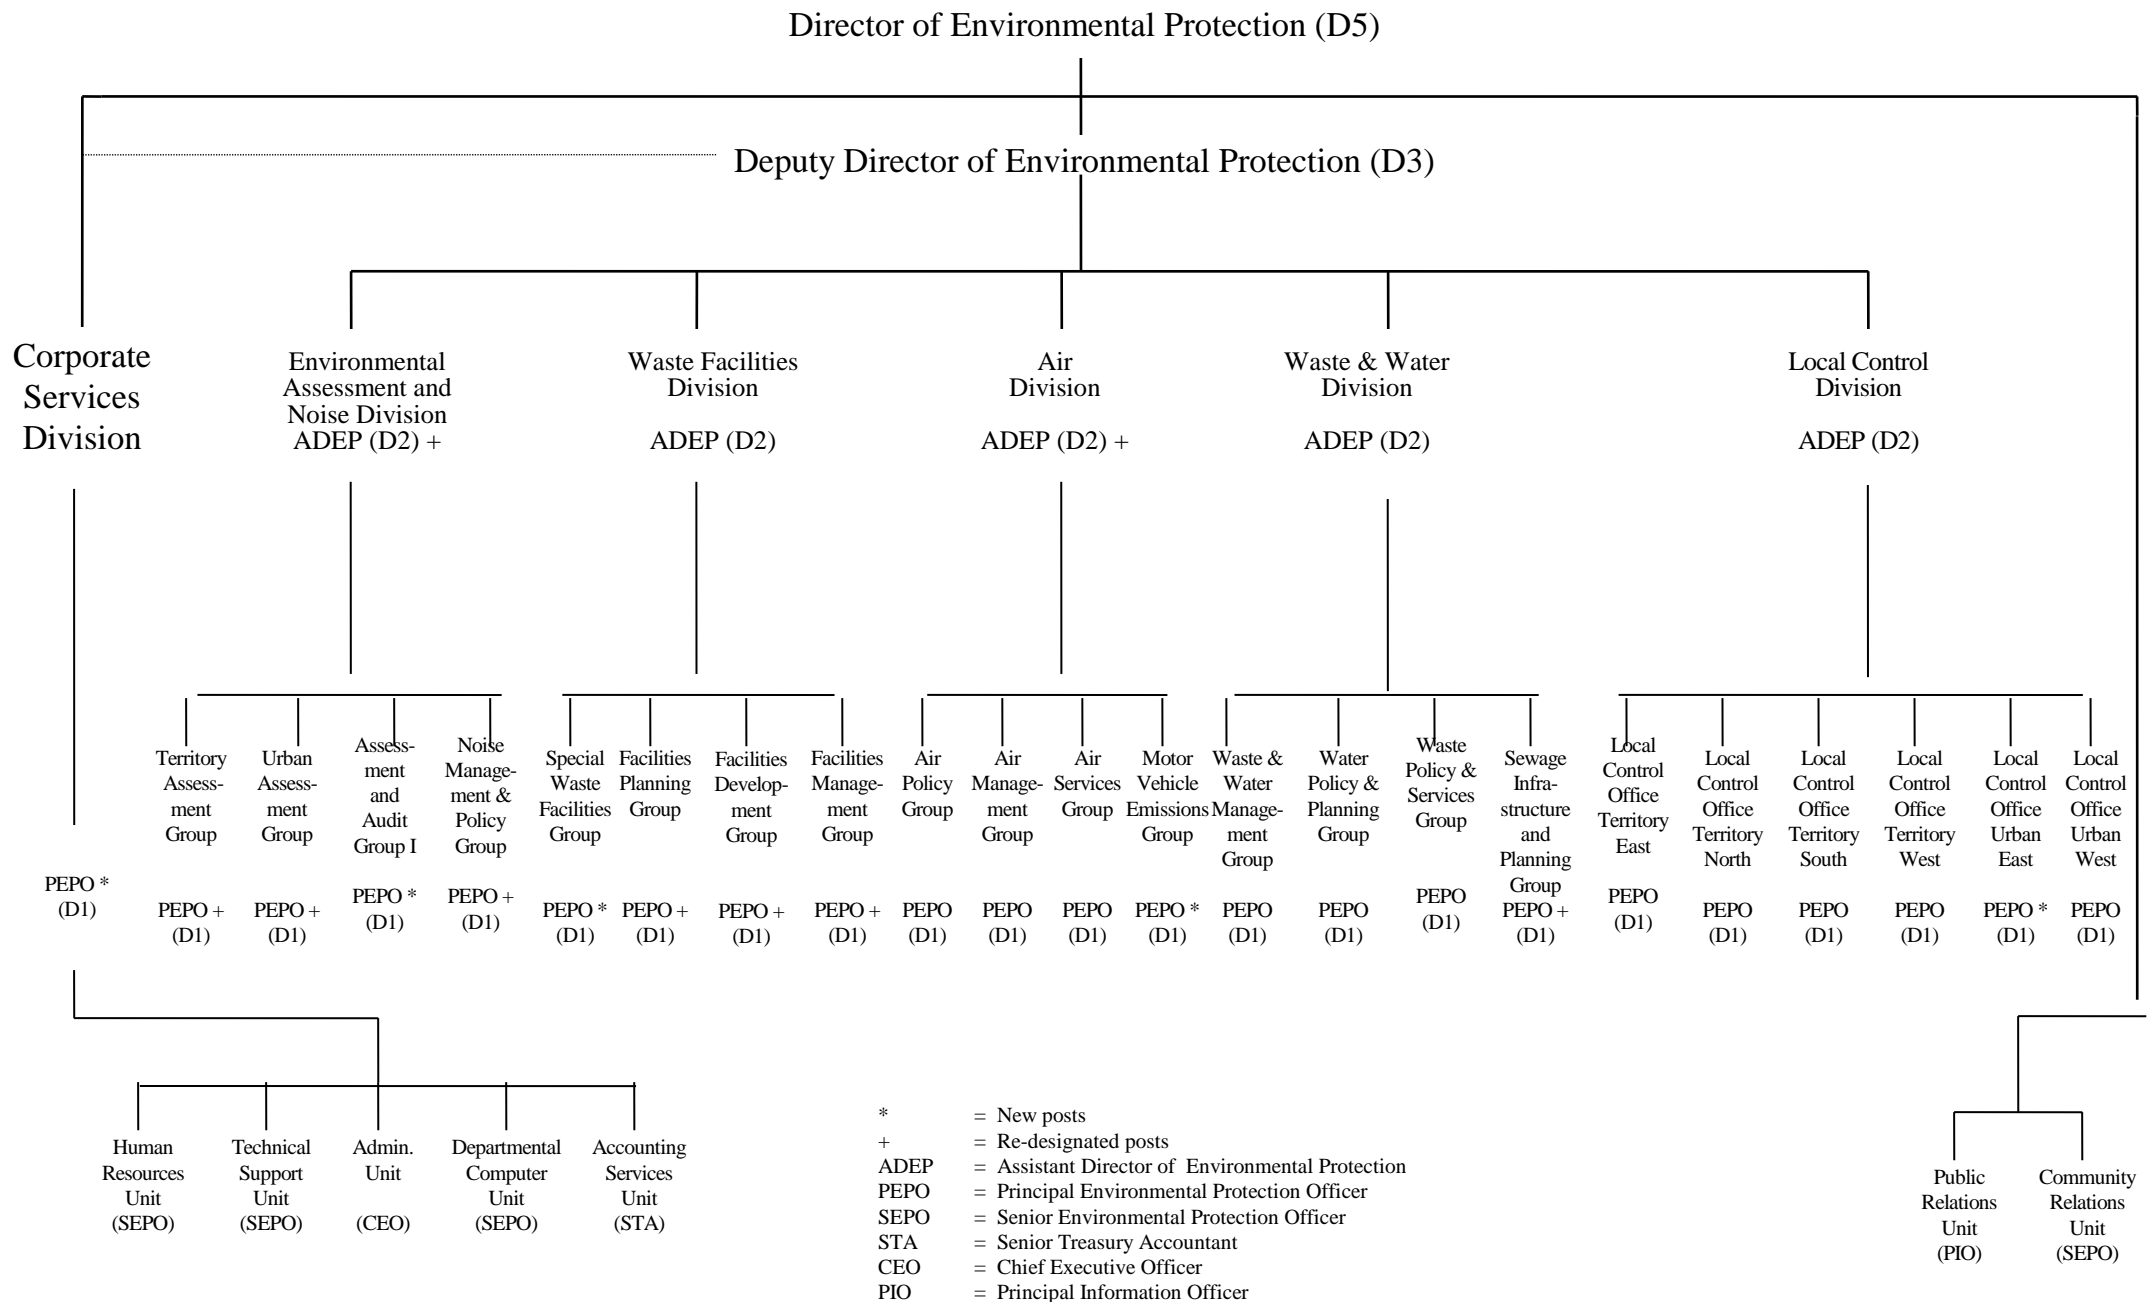 Director of Environmental Protection (D5)
Deputy Director of Environmental Protection (D3)
Corporate
Services
Division
Environmental
Assessment and
Noise Division
ADEP (D2) +
Waste Facilities
Division
ADEP (D2)
Air
Division
ADEP (D2) +
Waste & Water
Division
ADEP (D2)
Local Control
Division
ADEP (D2)
PEPO *
(D1)
Territory
Assess-
ment
Group
PEPO +
(D1)
Urban
Assess-
ment
Group
PEPO +
(D1)
Assess-
ment
and
Audit
Group I
PEPO *
(D1)
Noise
Manage-
ment &
Policy
Group
PEPO +
(D1)
Special
Waste
Facilities
Group
PEPO *
(D1)
Facilities
Planning
Group
PEPO +
(D1)
Facilities
Develop-
ment
Group
PEPO +
(D1)
Facilities
Manage-
ment
Group
PEPO +
(D1)
Air
Policy
Group
PEPO
(D1)
Air
Manage-
ment
Group
PEPO
(D1)
Air
Services
Group
PEPO
(D1)
Motor
Vehicle
Emissions
Group
PEPO *
(D1)
Waste &
Water
Manage-
ment
Group
PEPO
(D1)
Water
Policy &
Planning
Group
PEPO
(D1)
Waste
Policy &
Services
Group
PEPO
(D1)
Sewage
Infra-
structure
and
Planning
Group
PEPO +
(D1)
Local
Control
Office
Territory
East
PEPO
(D1)
Local
Control
Office
Territory
North
PEPO
(D1)
Local
Control
Office
Territory
South
PEPO
(D1)
Local
Control
Office
Territory
West
PEPO
(D1)
Local
Control
Office
Urban
East
PEPO *
(D1)
Local
Control
Office
Urban
West
PEPO
(D1)
Human
Resources
Unit
(SEPO)
Technical
Support
Unit
(SEPO)
Admin.
Unit
(CEO)
Departmental
Computer
Unit
(SEPO)
Accounting
Services
Unit
(STA)
Public
Relations
Unit
(PIO)
Community
Relations
Unit
(SEPO)
* = New posts
+ = Re-designated posts
ADEP = Assistant Director of Environmental Protection
PEPO = Principal Environmental Protection Officer
SEPO = Senior Environmental Protection Officer
STA = Senior Treasury Accountant
CEO = Chief Executive Officer
PIO = Principal Information Officer